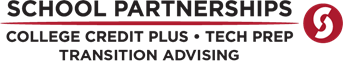 SCHOOL PARTNERSHIPS
COLLEGE CREDIT PLUS • TECH PREP
TRANSITION ADVISING